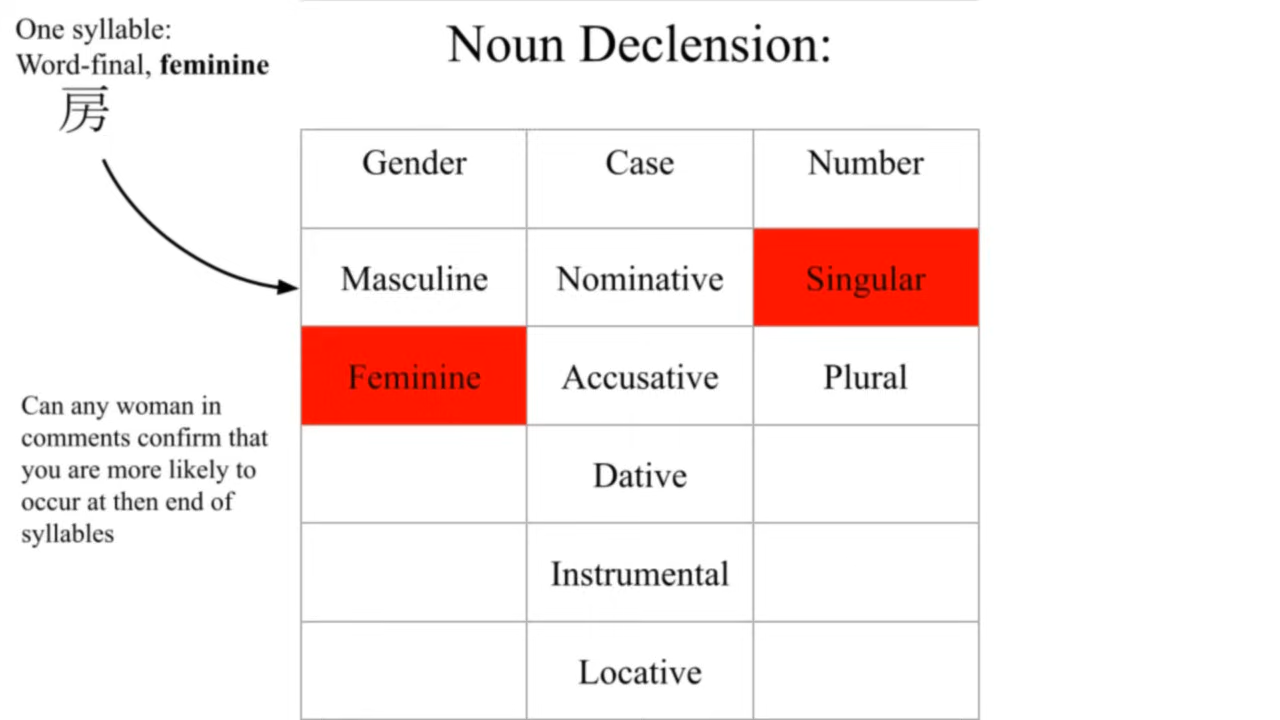 One syllable:
Word-final, feminine
房
Noun Declension:
Gender Case Number
Masculine Nominative Singular
Feminine Accusative Plural
Dative
Instrumental
Locative
Can any woman in
comments confirm that
you are more likely to
occur at then end of
syllables